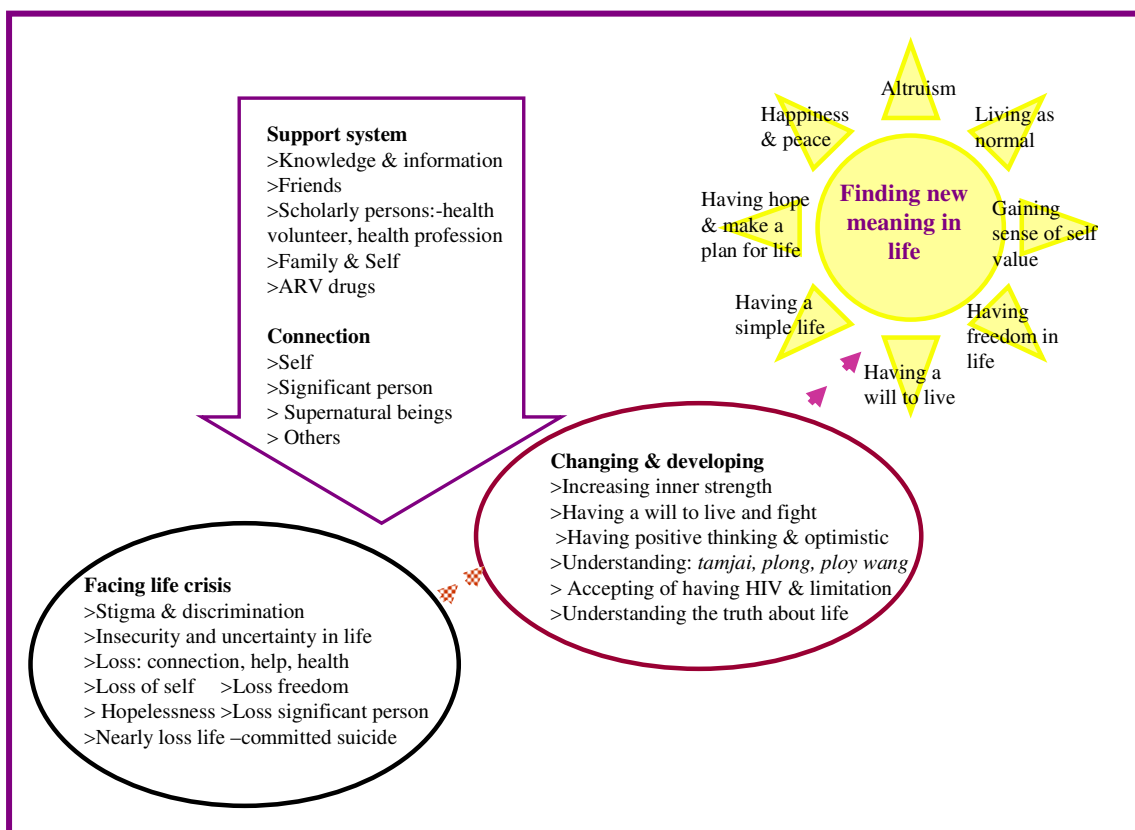 Support system
>Knowledge & information
>Friends
>Scholarly persons:-health
volunteer, health profession
>Family & Self
>ARV drugs
Connection
>Self
>Significant person
> Supernatural beings
> Others
Altruism
Happiness
& peace
Living as
normal
Having hope
& make a
plan for life
Finding new
meaning in
life
Gaining
sense of self
value
Having a
simple life
Having
freedom in
life
Having a
will to live
Changing & developing
>Increasing inner strength
>Having a will to live and fight
>Having positive thinking & optimistic
>Understanding: tamjai, plong, ploy wang
> Accepting of having HIV & limitation
>Understanding the truth about life
Facing life crisis
>Stigma & discrimination
>Insecurity and uncertainty in life
>Loss: connection, help, health
>Loss of self >Loss freedom
> Hopelessness >Loss significant person
>Nearly loss life –committed suicide